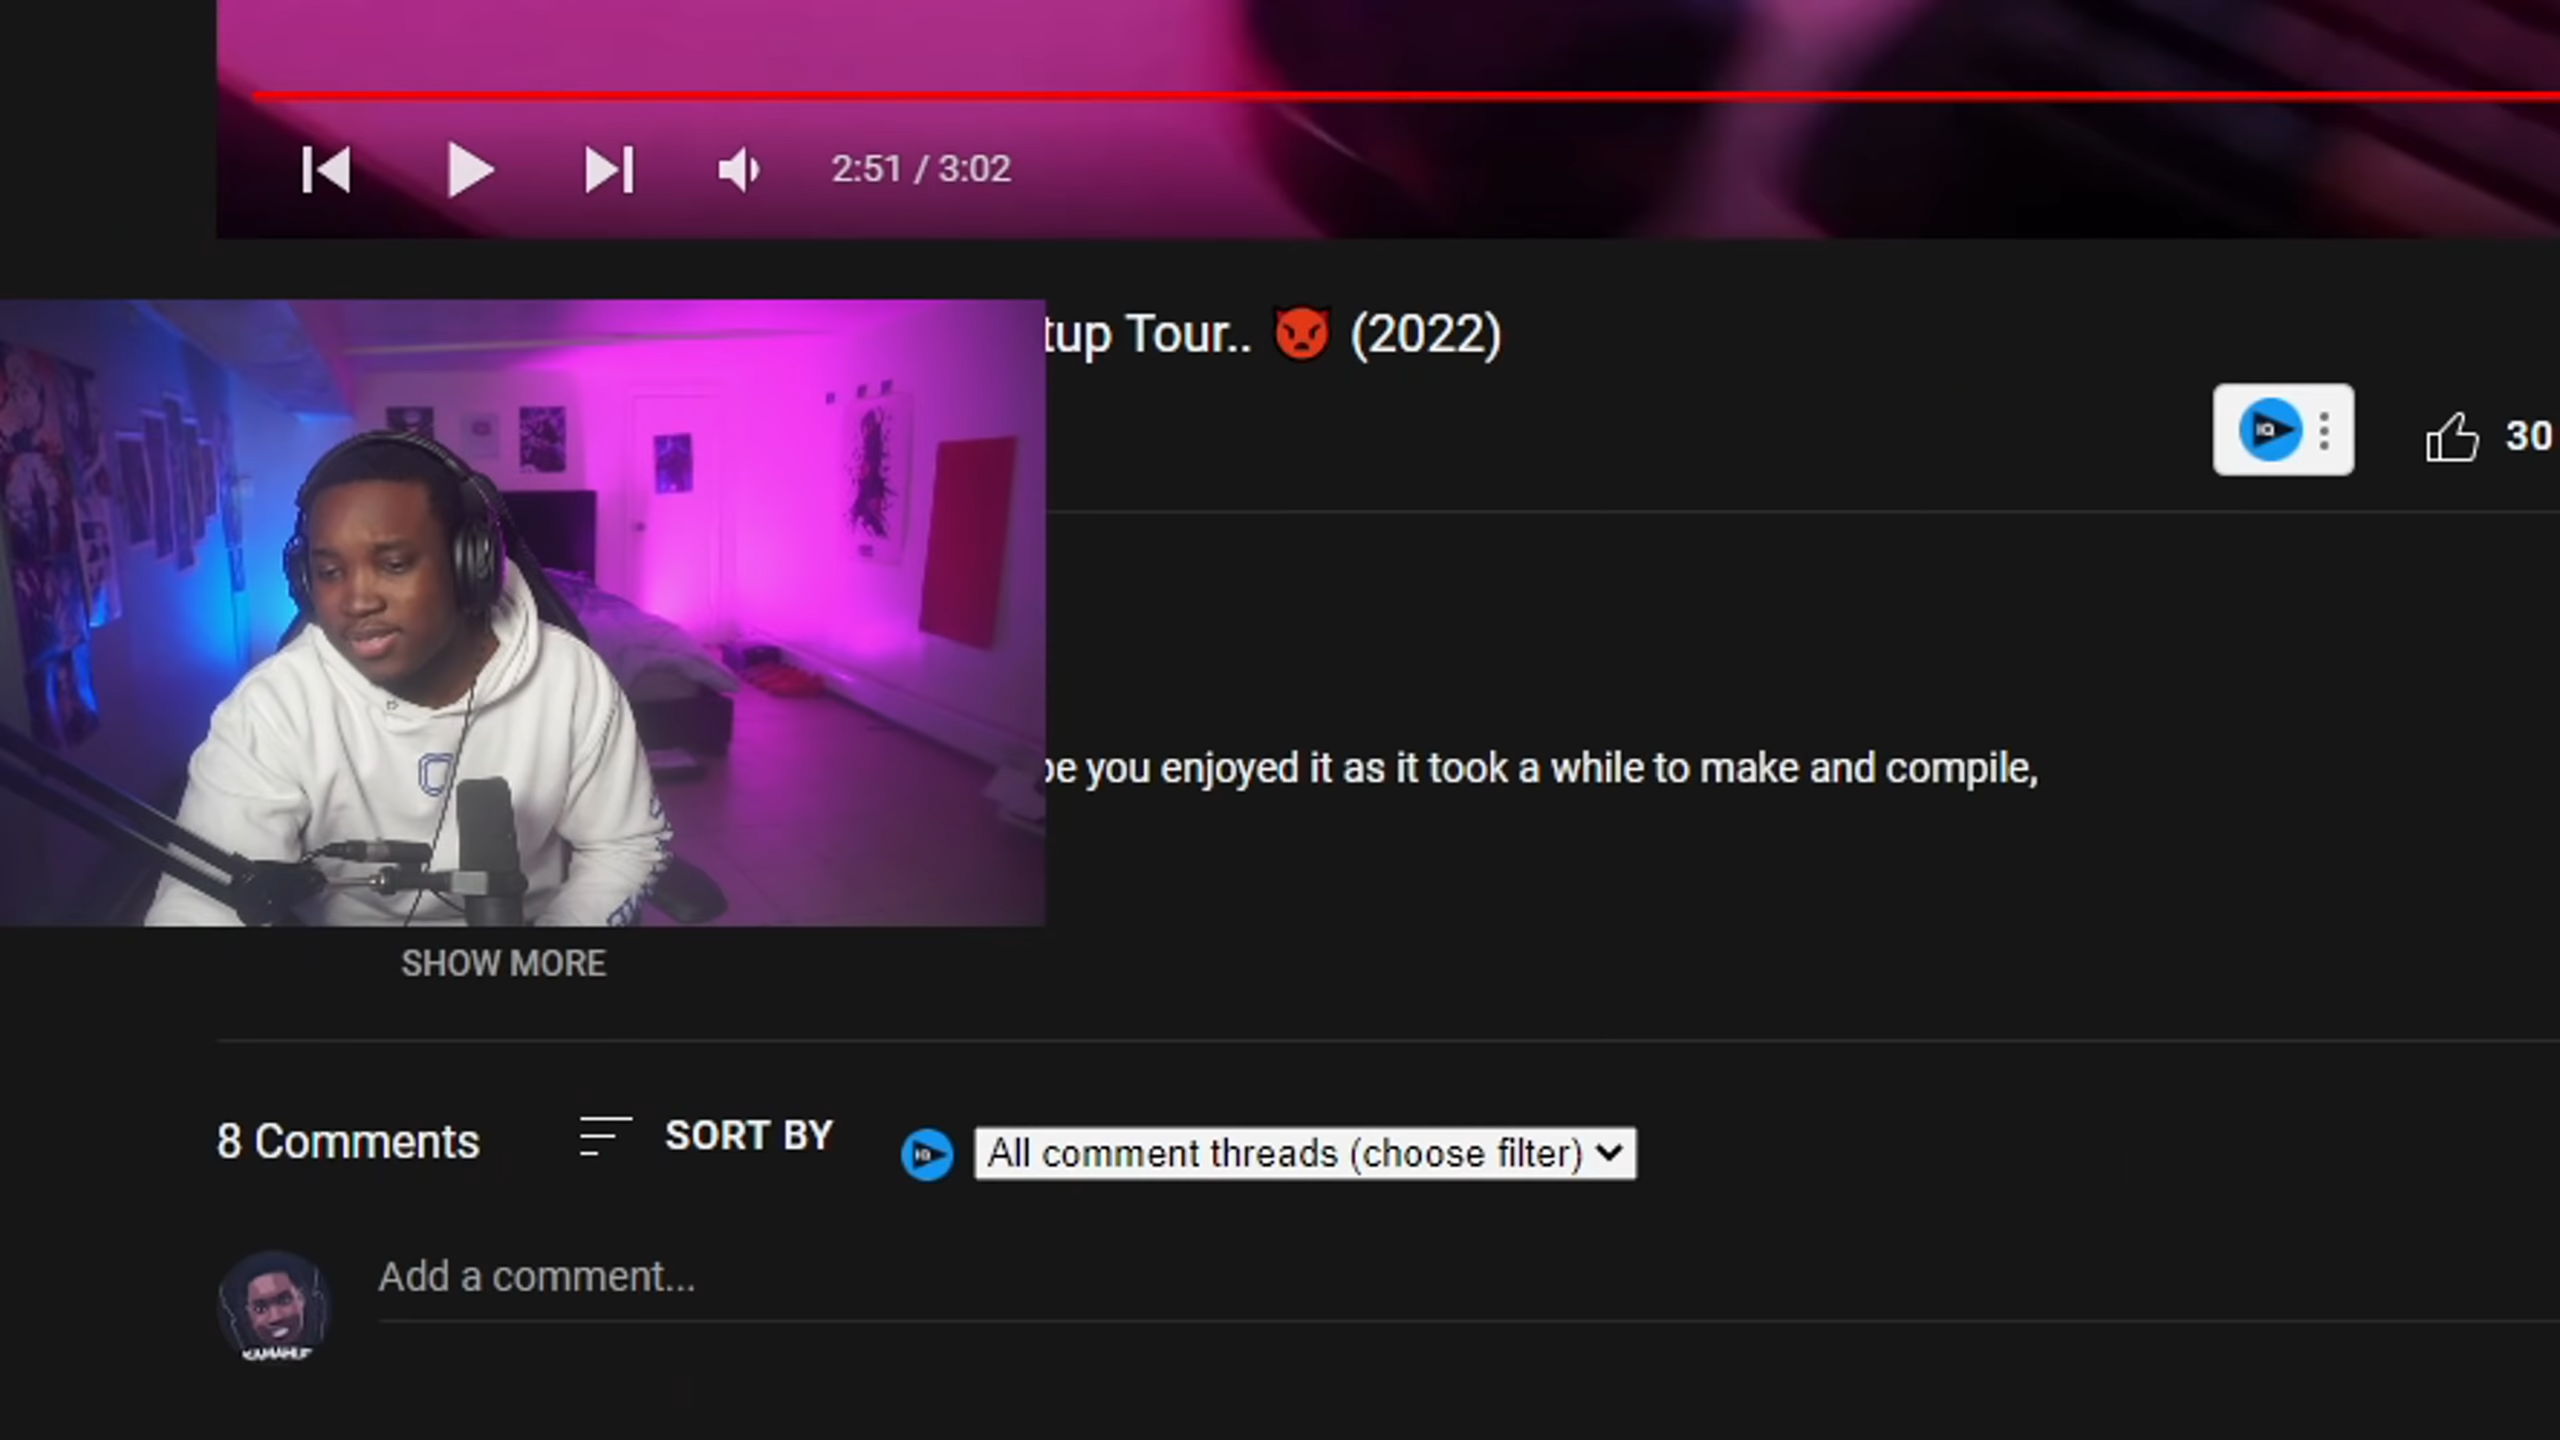 2:51 / 3:02
tup Tour.. 😡 (2022)
30
you enjoyed it as it took a while to make and compile,
SHOW MORE
8 Comments
SORT BY
All comment threads (choose filter)
Add a comment...